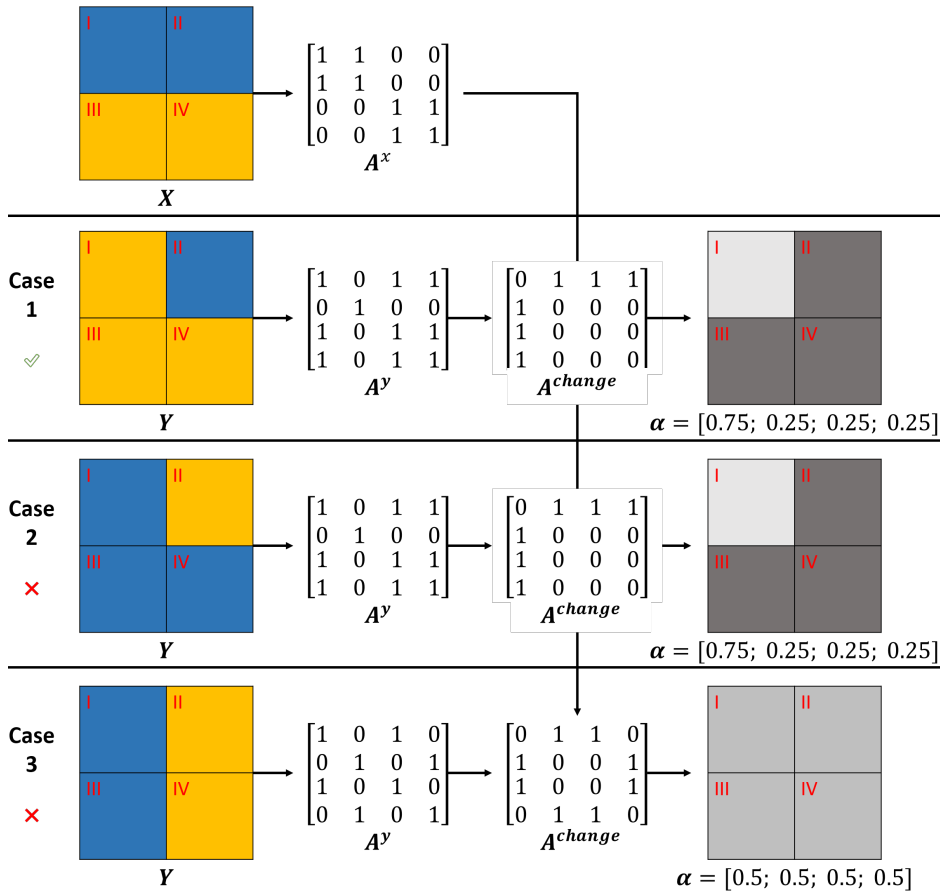 I II
III IV
X
[1 1 0 0
1 1 0 0
0 0 1 1
0 0 1 1]
A^x
Case 1
✓
I II
III IV
Y
[1 0 1 1
0 1 0 0
1 0 1 1
1 0 1 1]
A^y
[0 1 1 1
1 0 0 0
1 0 0 0
1 0 0 0]
A^change
I II
III IV
α = [0.75; 0.25; 0.25; 0.25]
Case 2
×
I II
III IV
Y
[1 0 1 1
0 1 0 0
1 0 1 1
1 0 1 1]
A^y
[0 1 1 1
1 0 0 0
1 0 0 0
1 0 0 0]
A^change
I II
III IV
α = [0.75; 0.25; 0.25; 0.25]
Case 3
×
I II
III IV
Y
[1 0 1 0
0 1 0 1
1 0 1 0
0 1 0 1]
A^y
[0 1 1 0
1 0 0 1
1 0 0 1
0 1 1 0]
A^change
I II
III IV
α = [0.5; 0.5; 0.5; 0.5]